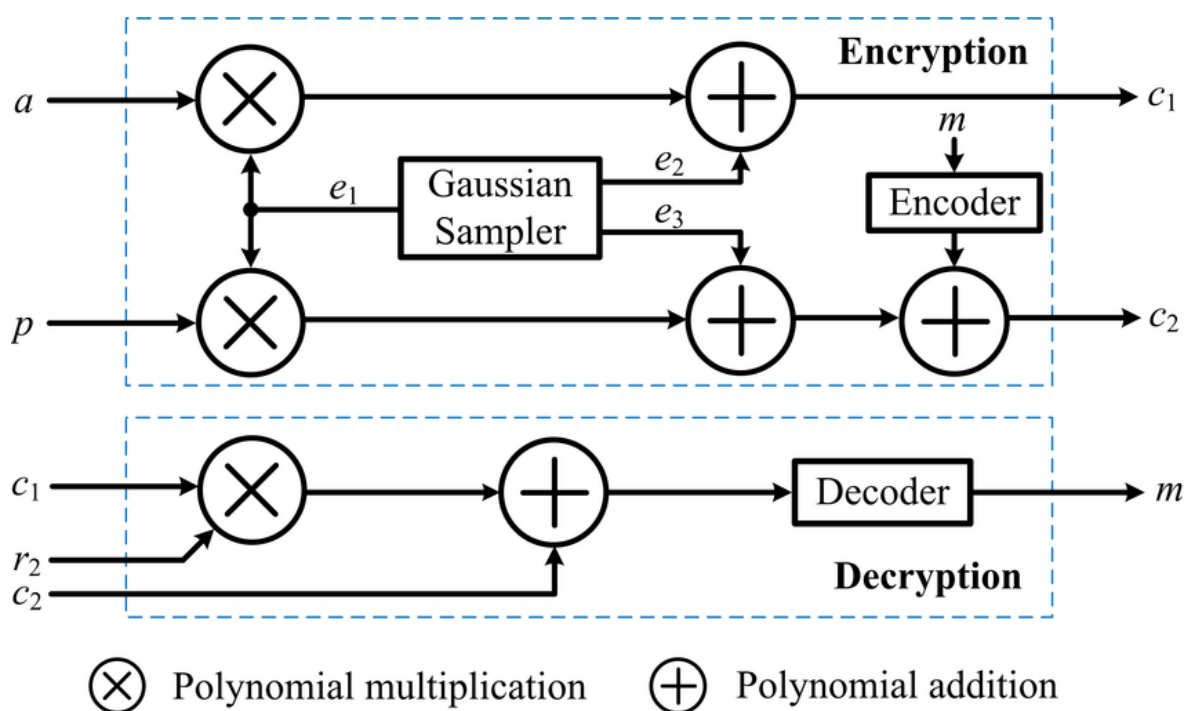 Encryption
a
c₁
m
e₁
Gaussian
Sampler
e₂
e₃
Encoder
p
c₂
c₁
r₂
c₂
Decoder
m
Decryption
Polynomial multiplication
Polynomial addition